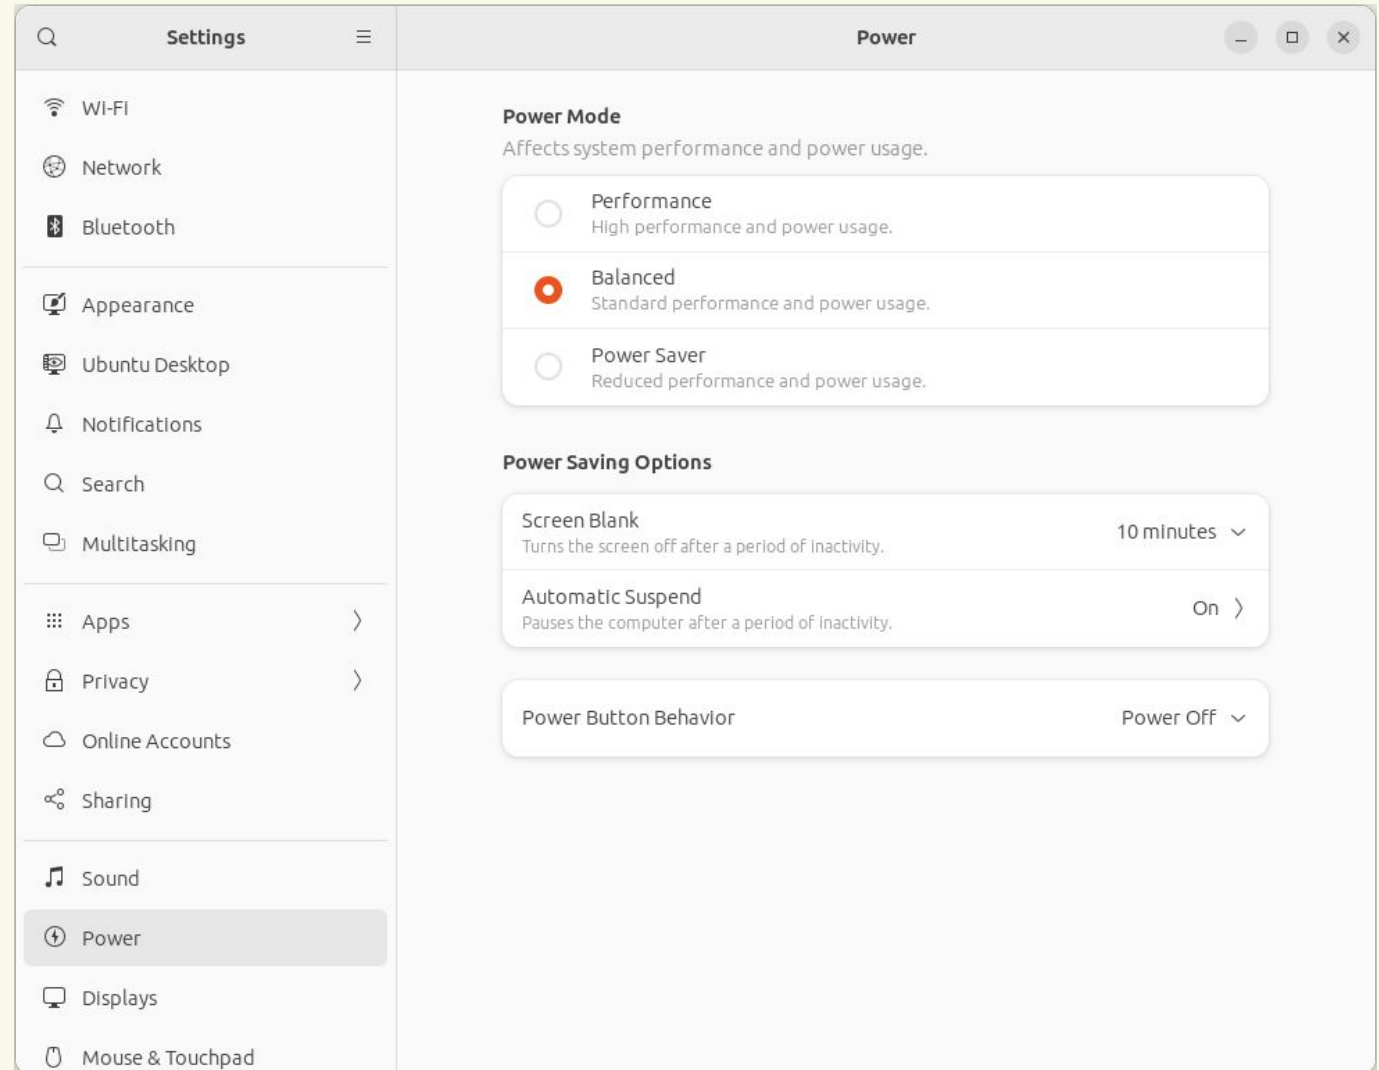 Settings
Power
Wi-Fi
Network
Bluetooth
Appearance
Ubuntu Desktop
Notifications
Search
Multitasking
Apps
Privacy
Online Accounts
Sharing
Sound
Power
Displays
Mouse & Touchpad
Power Mode
Affects system performance and power usage.
Performance
High performance and power usage.
Balanced
Standard performance and power usage.
Power Saver
Reduced performance and power usage.
Power Saving Options
Screen Blank
Turns the screen off after a period of inactivity.
10 minutes
Automatic Suspend
Pauses the computer after a period of inactivity.
On
Power Button Behavior
Power Off